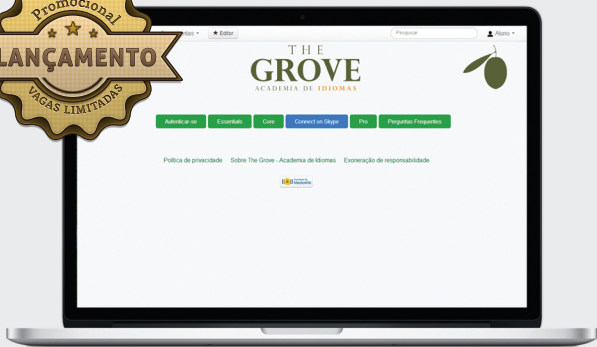 Promocional
LANÇAMENTO
VAGAS LIMITADAS
★ Editor
Pesquisar
Aluno
THE
GROVE
ACADEMIA DE IDIOMAS
Autenticar-se
Essentials
Core
Connect on Skype
Pro
Perguntas Frequentes
Política de privacidade
Sobre The Grove - Academia de Idiomas
Exoneração de responsabilidade